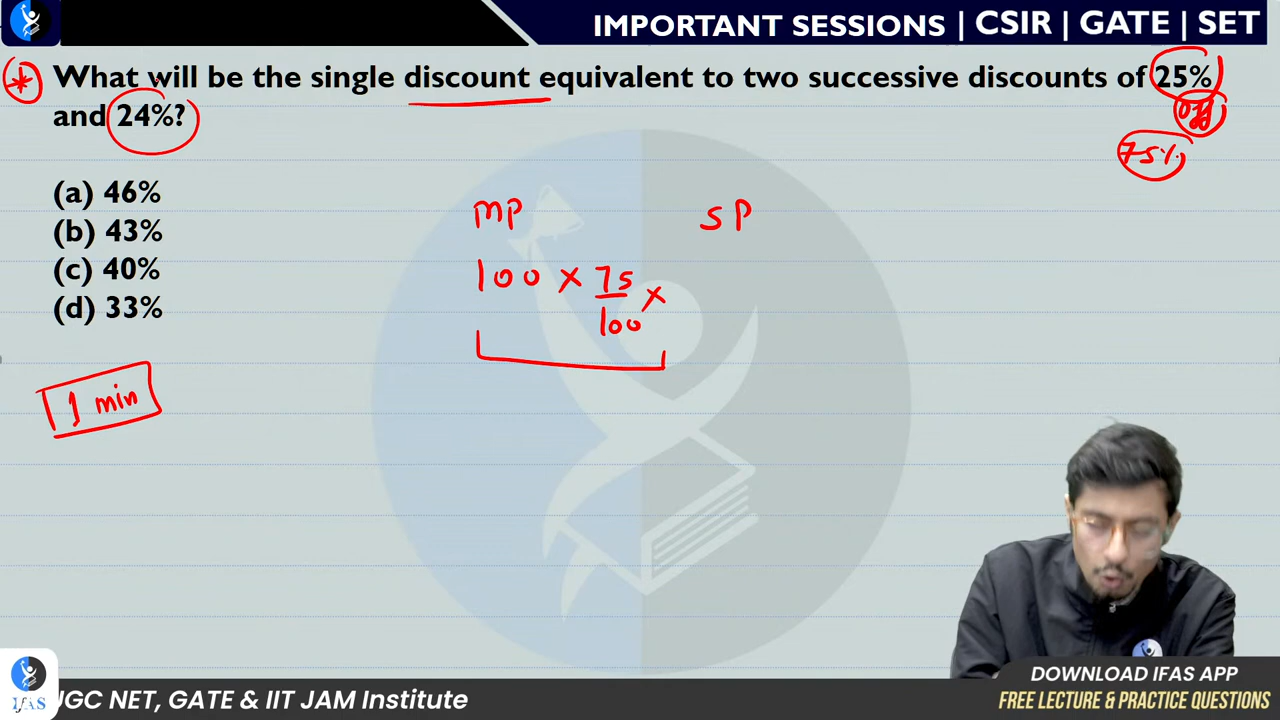 IMPORTANT SESSIONS | CSIR | GATE | SET
* What will be the single discount equivalent to two successive discounts of 25%
and 24%?
off
75%
(a) 46%
(b) 43%
(c) 40%
(d) 33%
MP SP
100 × 75/100 ×
1 min
IFAS
UGC NET, GATE & IIT JAM Institute
DOWNLOAD IFAS APP
FREE LECTURE & PRACTICE QUESTIONS